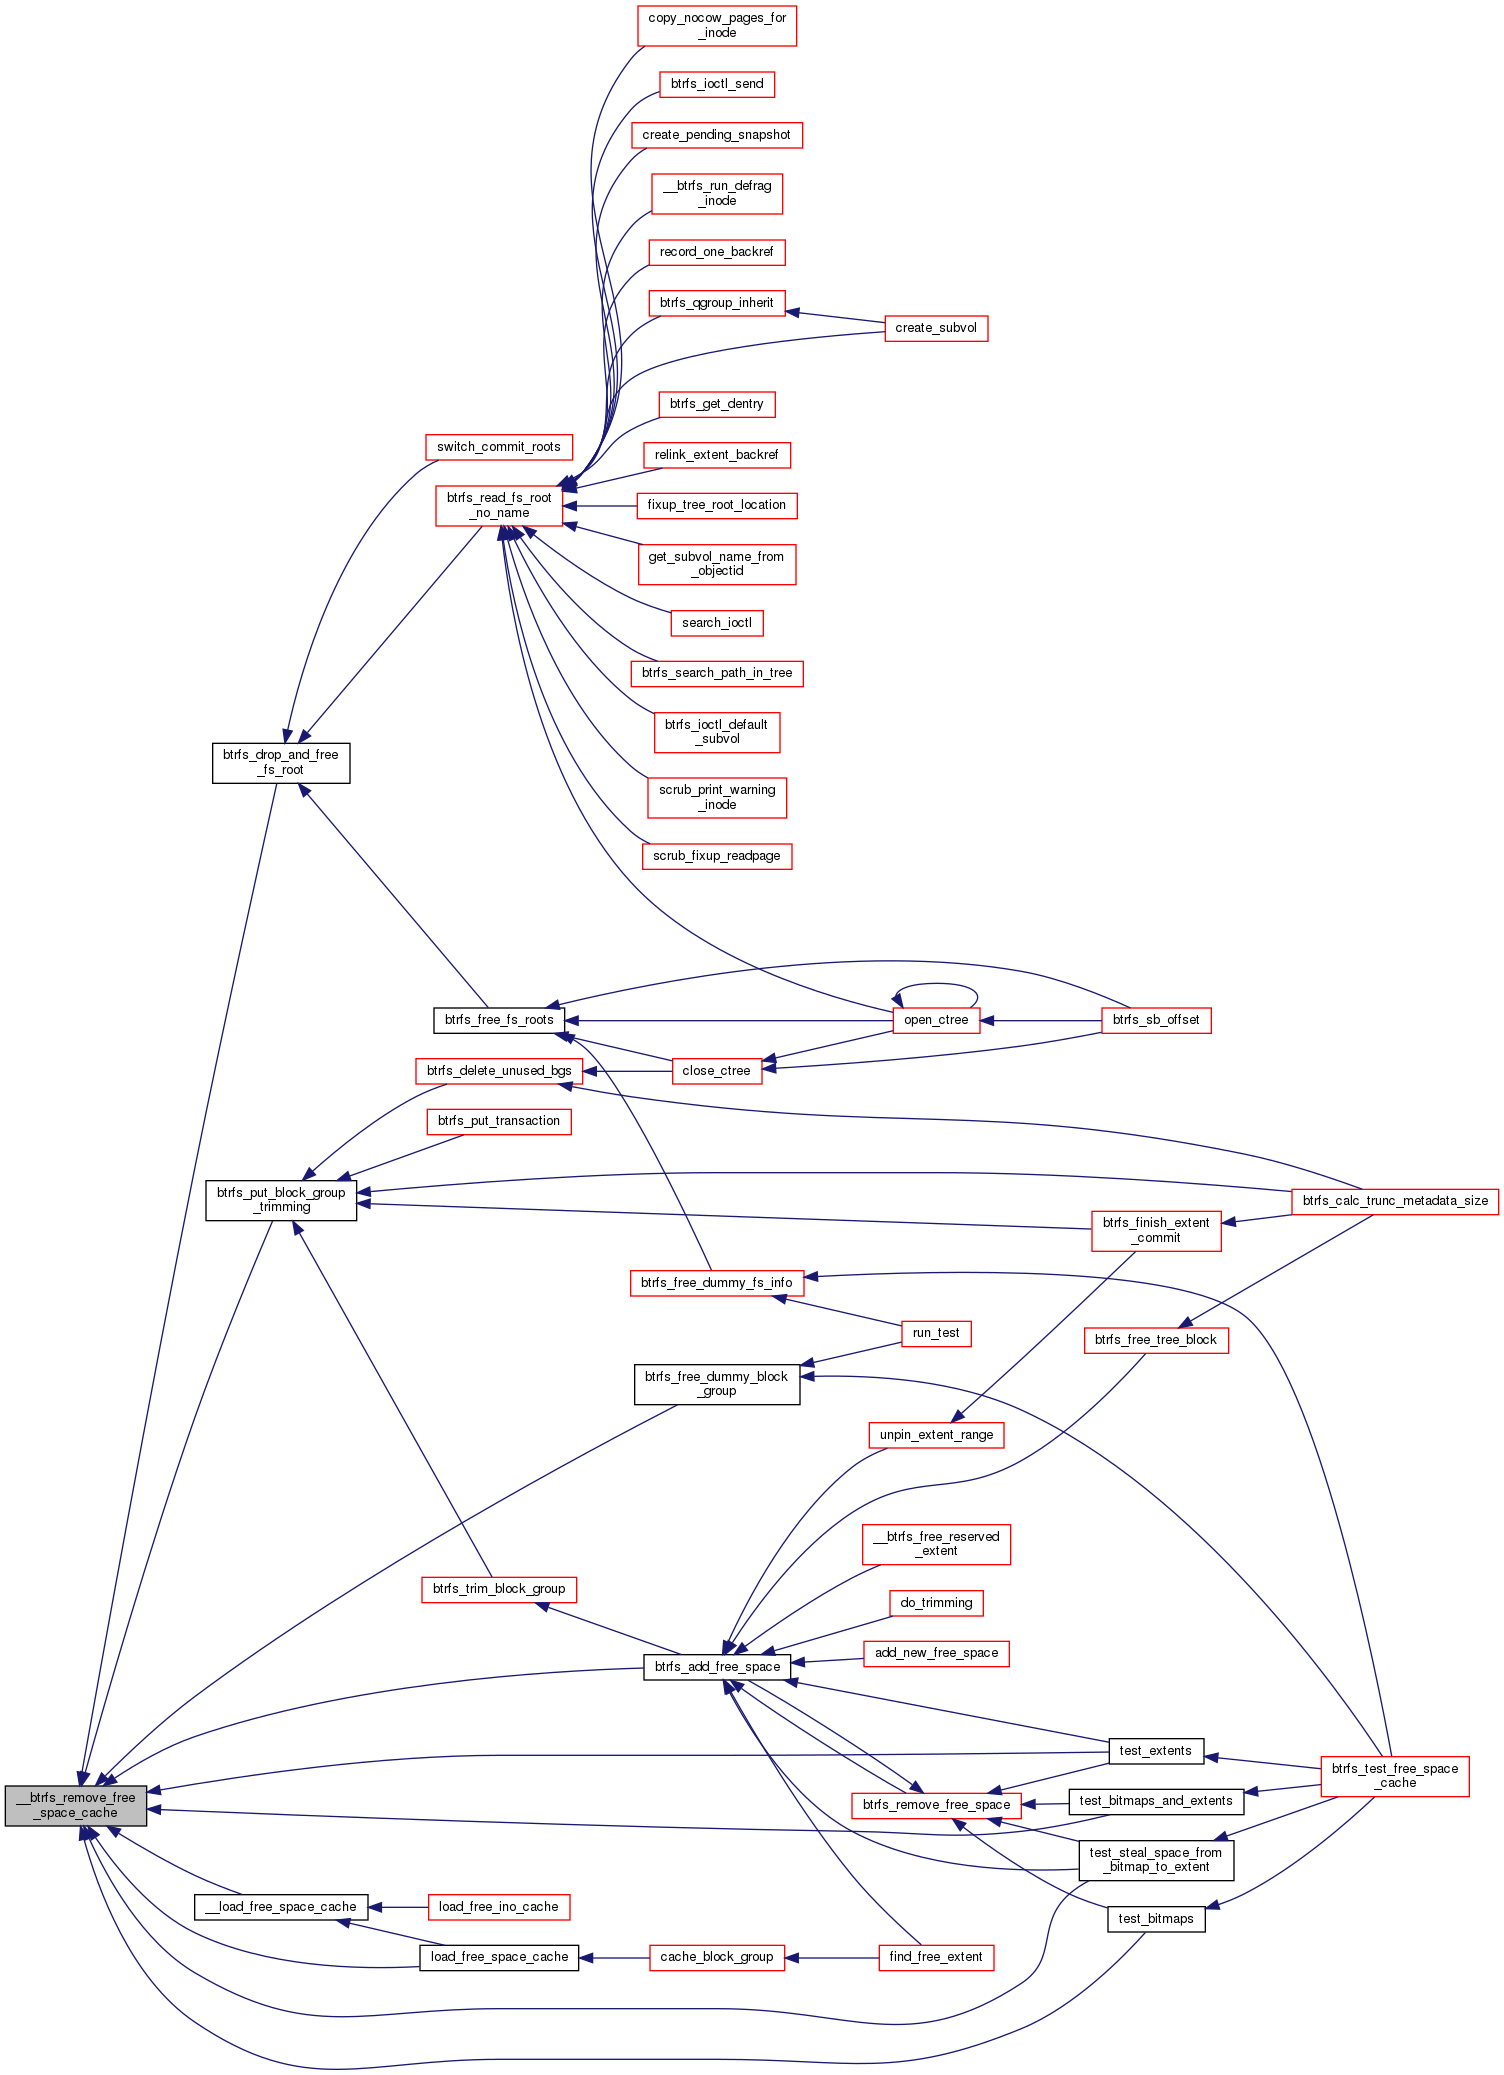 copy_nocow_pages_for
_inode
btrfs_ioctl_send
create_pending_snapshot
__btrfs_run_defrag
_inode
record_one_backref
btrfs_qgroup_inherit
create_subvol
btrfs_get_dentry
switch_commit_roots
relink_extent_backref
btrfs_read_fs_root
_no_name
fixup_tree_root_location
get_subvol_name_from
_objectid
search_ioctl
btrfs_search_path_in_tree
btrfs_ioctl_default
_subvol
btrfs_drop_and_free
_fs_root
scrub_print_warning
_inode
scrub_fixup_readpage
btrfs_free_fs_roots
open_ctree
btrfs_sb_offset
btrfs_delete_unused_bgs
close_ctree
btrfs_put_transaction
btrfs_put_block_group
_trimming
btrfs_calc_trunc_metadata_size
btrfs_finish_extent
_commit
btrfs_free_dummy_fs_info
run_test
btrfs_free_tree_block
btrfs_free_dummy_block
_group
unpin_extent_range
__btrfs_free_reserved
_extent
btrfs_trim_block_group
do_trimming
add_new_free_space
btrfs_add_free_space
test_extents
btrfs_test_free_space
_cache
__btrfs_remove_free
_space_cache
btrfs_remove_free_space
test_bitmaps_and_extents
test_steal_space_from
_bitmap_to_extent
__load_free_space_cache
load_free_ino_cache
test_bitmaps
load_free_space_cache
cache_block_group
find_free_extent